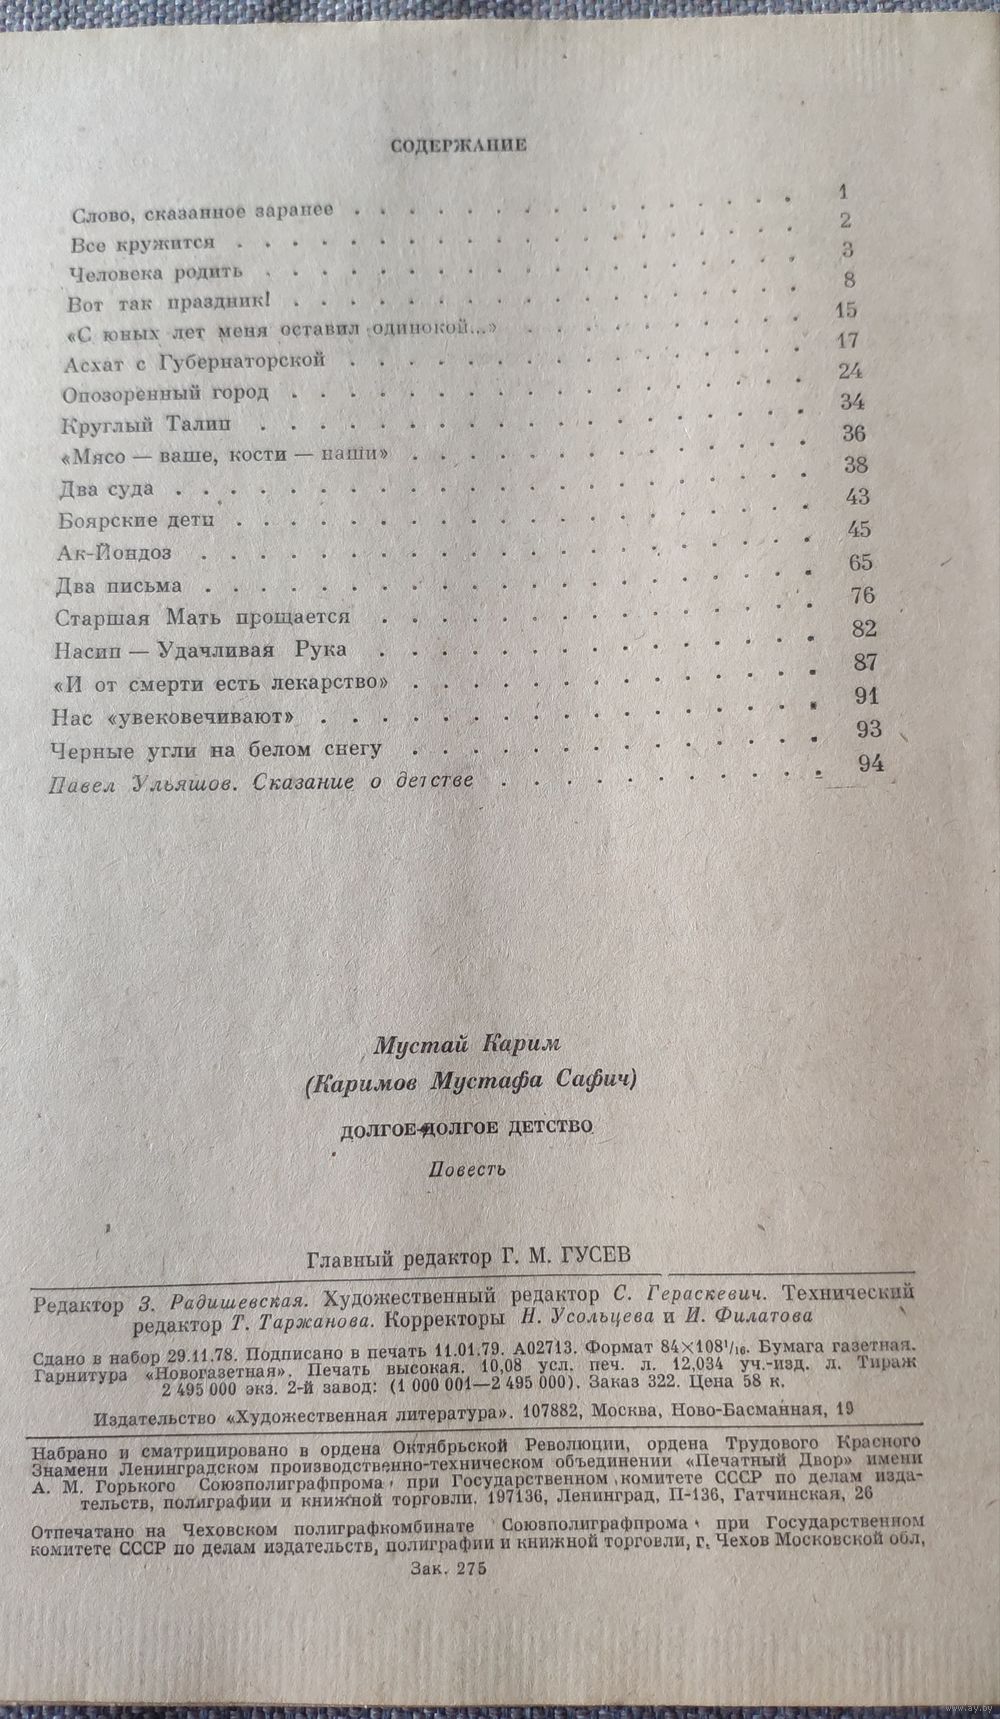 СОДЕРЖАНИЕ
Слово, сказанное заранее . . . . . . . . . . . . . . . . 1
Все кружится . . . . . . . . . . . . . . . . . . . . 2
Человека родить . . . . . . . . . . . . . . . . . . . 3
Вот так праздник! . . . . . . . . . . . . . . . . . . 8
«С юных лет меня оставил одинокой...» . . . . . . . . . . 15
Асхат с Губернаторской . . . . . . . . . . . . . . . . 17
Опозоренный город . . . . . . . . . . . . . . . . . . 24
Круглый Талип . . . . . . . . . . . . . . . . . . . 34
«Мясо — ваше, кости — наши» . . . . . . . . . . . . . . 36
Два суда . . . . . . . . . . . . . . . . . . . . . . 38
Боярские дети . . . . . . . . . . . . . . . . . . . . 43
Ак-Йондоз . . . . . . . . . . . . . . . . . . . . . 45
Два письма . . . . . . . . . . . . . . . . . . . . . 65
Старшая Мать прощается . . . . . . . . . . . . . . . . 76
Насип — Удачливая Рука . . . . . . . . . . . . . . . . 82
«И от смерти есть лекарство» . . . . . . . . . . . . . . 87
Нас «увековечивают» . . . . . . . . . . . . . . . . . 91
Черные угли на белом снегу . . . . . . . . . . . . . . 93
Павел Ульяшов. Сказание о детстве . . . . . . . . . . . . 94
Мустай Карим
(Каримов Мустафа Сафич)
ДОЛГОЕ-ДОЛГОЕ ДЕТСТВО
Повесть
Главный редактор Г. М. ГУСЕВ
Редактор З. Радишевская. Художественный редактор С. Гераскевич. Технический
редактор Т. Таржанова. Корректоры Н. Усольцева и И. Филатова
Сдано в набор 29.11.78. Подписано в печать 11.01.79. А02713. Формат 84×108¹/₁₆. Бумага газетная.
Гарнитура «Новогазетная». Печать высокая. 10,08 усл. печ. л. 12,034 уч.-изд. л. Тираж
2 495 000 экз. 2-й завод: (1 000 001—2 495 000). Заказ 322. Цена 58 к.
Издательство «Художественная литература». 107882, Москва, Ново-Басманная, 19
Набрано и сматрицировано в ордена Октябрьской Революции, ордена Трудового Красного
Знамени Ленинградском производственно-техническом объединении «Печатный Двор» имени
А. М. Горького Союзполиграфпрома при Государственном комитете СССР по делам изда-
тельств, полиграфии и книжной торговли. 197136, Ленинград, П-136, Гатчинская, 26
Отпечатано на Чеховском полиграфкомбинате Союзполиграфпрома при Государственном
комитете СССР по делам издательств, полиграфии и книжной торговли, г. Чехов Московской обл,
Зак. 275
www.ay.by